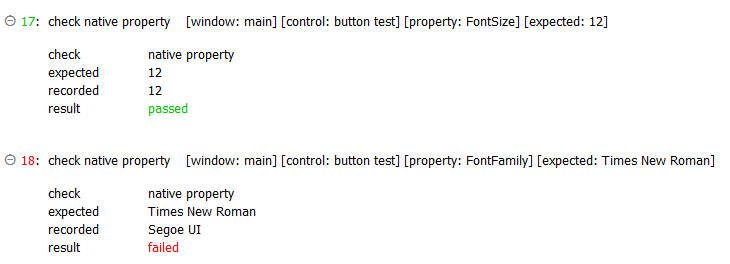 17: check native property [window: main] [control: button test] [property: FontSize] [expected: 12]
check native property
expected 12
recorded 12
result passed
18: check native property [window: main] [control: button test] [property: FontFamily] [expected: Times New Roman]
check native property
expected Times New Roman
recorded Segoe UI
result failed